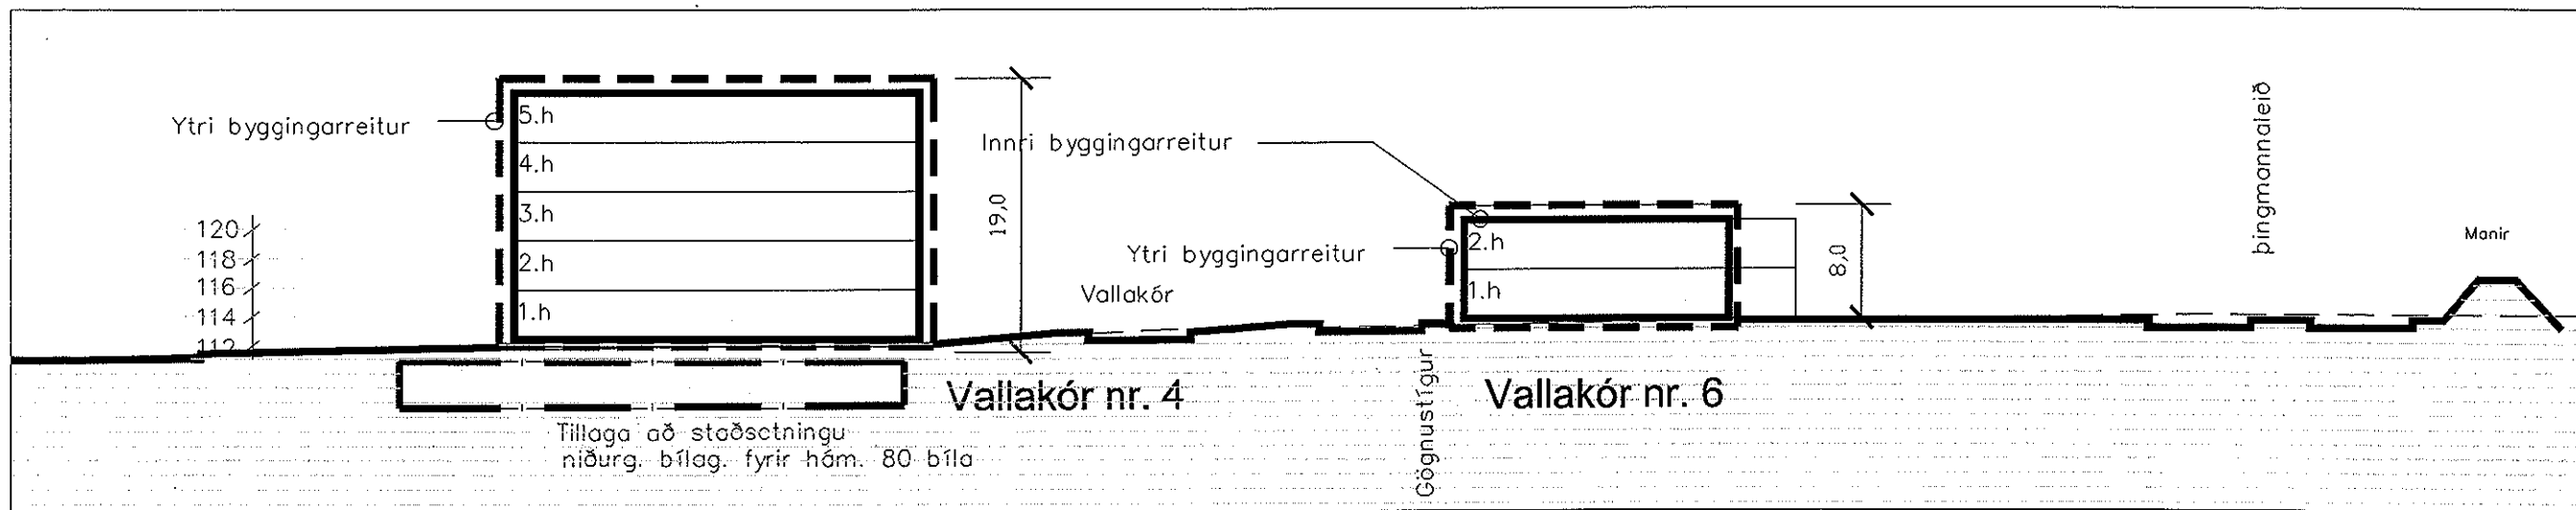 Ytri byggingarreitur
5.h
4.h
3.h
2.h
1.h
19,0
120
118
116
114
112
Vallakór nr. 4
Tillaga að staðsetningu
niðurg. bílag. fyrir hám. 80 bíla
Innri byggingarreitur
Ytri byggingarreitur
Vallakór
2.h
1.h
8,0
Gögnustígur
Vallakór nr. 6
Þingmannaleið
Manir